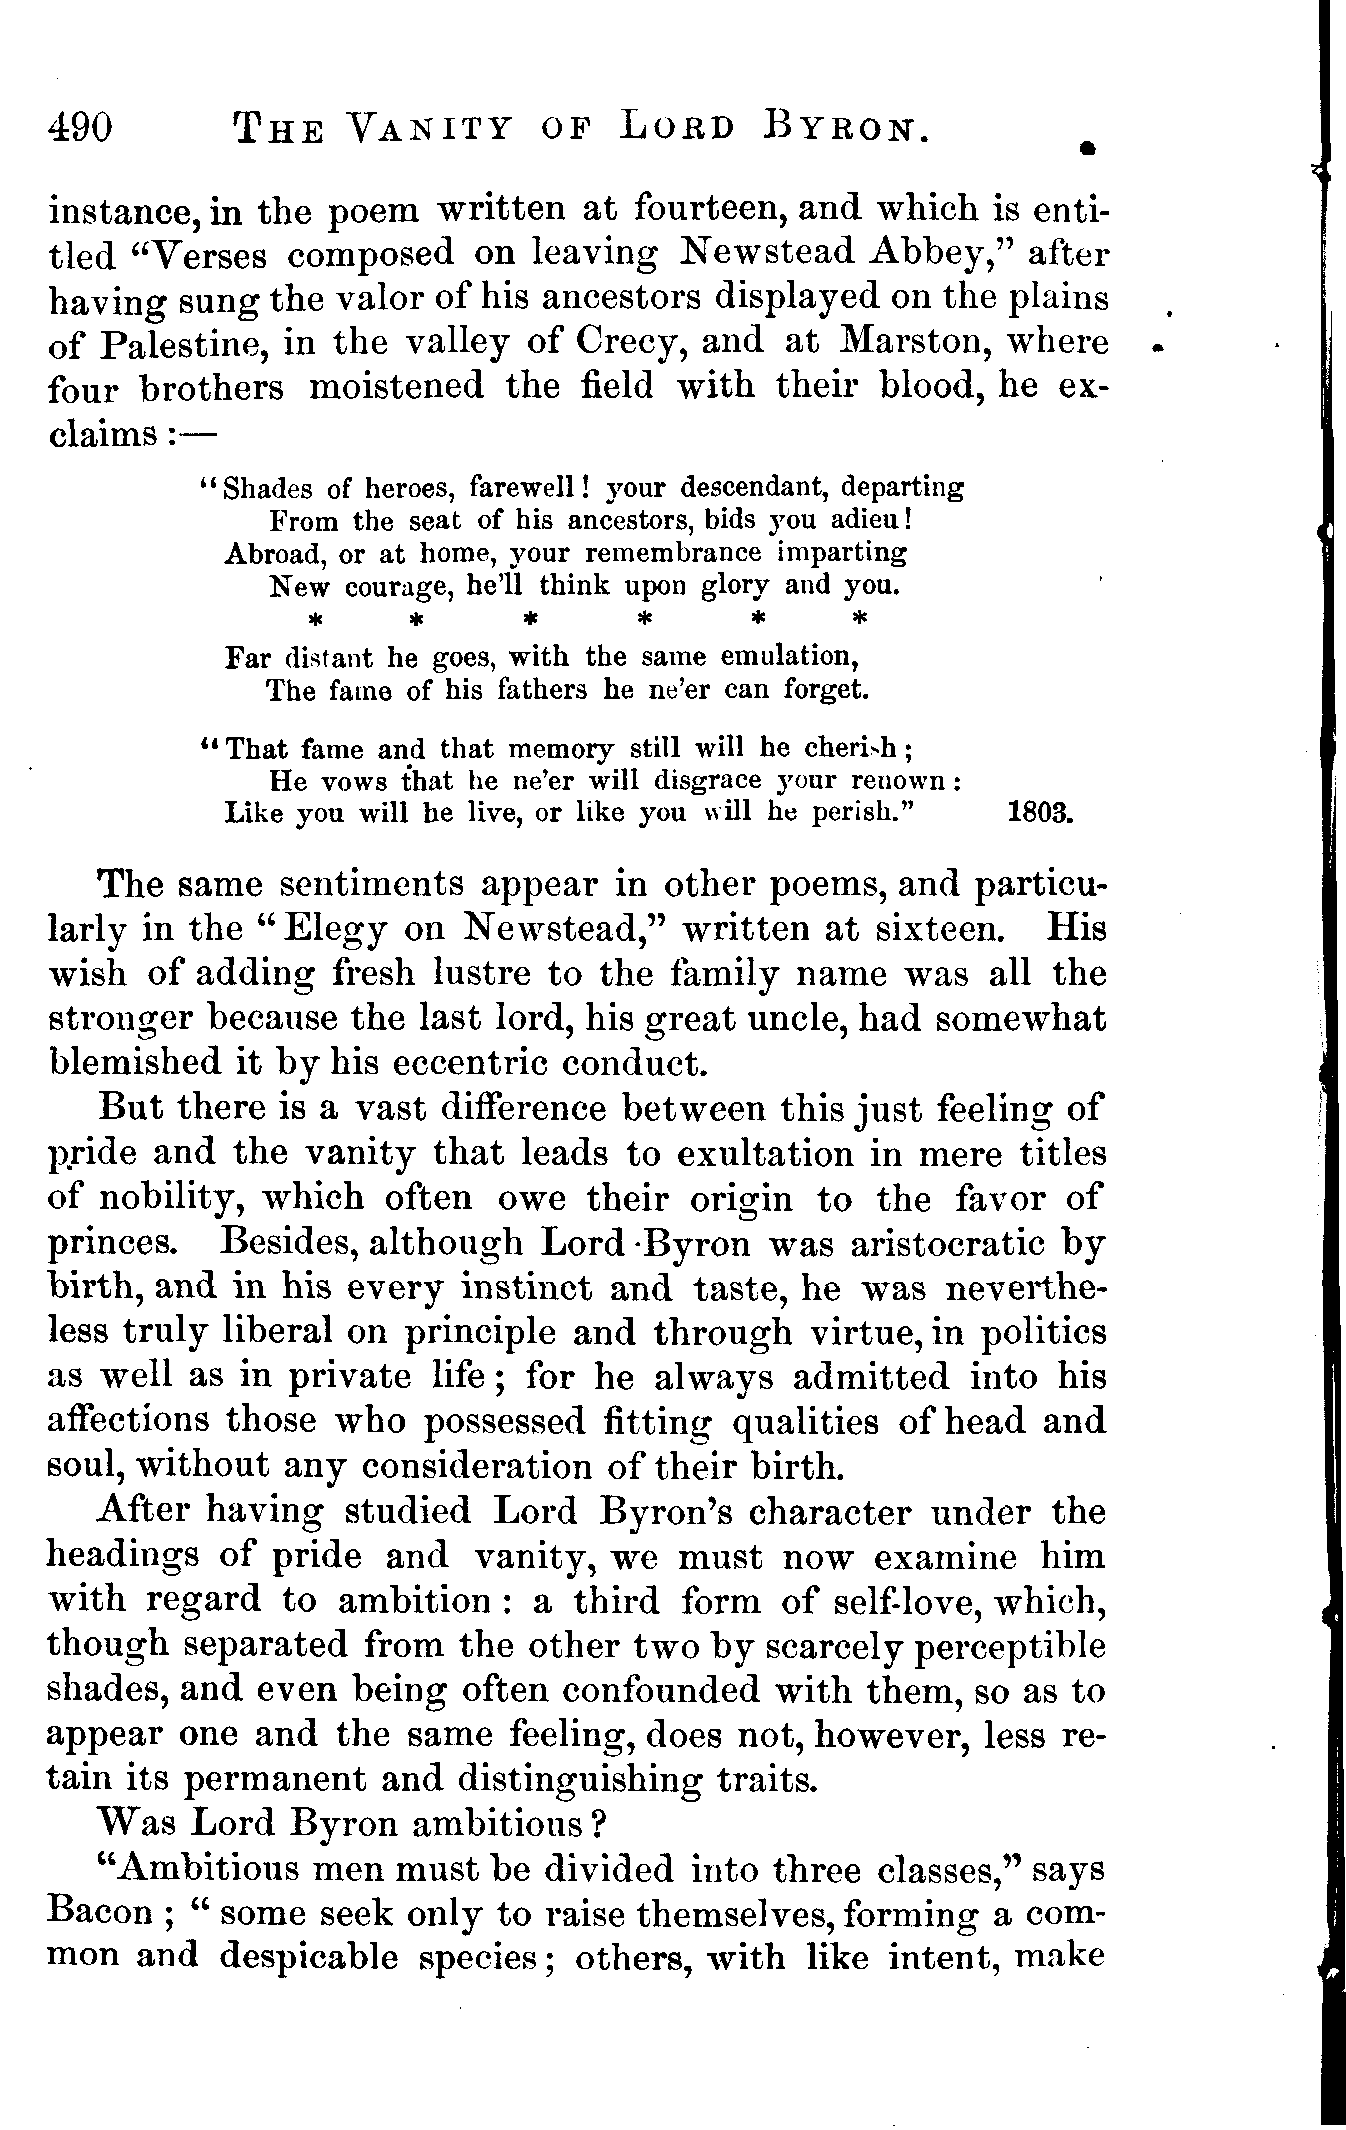 490 THE VANITY OF LORD BYRON.
instance, in the poem written at fourteen, and which is enti-
tled “Verses composed on leaving Newstead Abbey,” after
having sung the valor of his ancestors displayed on the plains
of Palestine, in the valley of Crecy, and at Marston, where
four brothers moistened the field with their blood, he ex-
claims :—
“Shades of heroes, farewell! your descendant, departing
From the seat of his ancestors, bids you adieu!
Abroad, or at home, your remembrance imparting
New courage, he'll think upon glory and you.
* * * * * *
Far distant he goes, with the same emulation,
The fame of his fathers he ne'er can forget.
“That fame and that memory still will he cherish;
He vows that he ne'er will disgrace your renown:
Like you will he live, or like you will he perish.” 1803.
The same sentiments appear in other poems, and particu-
larly in the “Elegy on Newstead,” written at sixteen. His
wish of adding fresh lustre to the family name was all the
stronger because the last lord, his great uncle, had somewhat
blemished it by his eccentric conduct.
But there is a vast difference between this just feeling of
pride and the vanity that leads to exultation in mere titles
of nobility, which often owe their origin to the favor of
princes. Besides, although Lord Byron was aristocratic by
birth, and in his every instinct and taste, he was neverthe-
less truly liberal on principle and through virtue, in politics
as well as in private life; for he always admitted into his
affections those who possessed fitting qualities of head and
soul, without any consideration of their birth.
After having studied Lord Byron's character under the
headings of pride and vanity, we must now examine him
with regard to ambition: a third form of self-love, which,
though separated from the other two by scarcely perceptible
shades, and even being often confounded with them, so as to
appear one and the same feeling, does not, however, less re-
tain its permanent and distinguishing traits.
Was Lord Byron ambitious?
“Ambitious men must be divided into three classes,” says
Bacon; “some seek only to raise themselves, forming a com-
mon and despicable species; others, with like intent, make